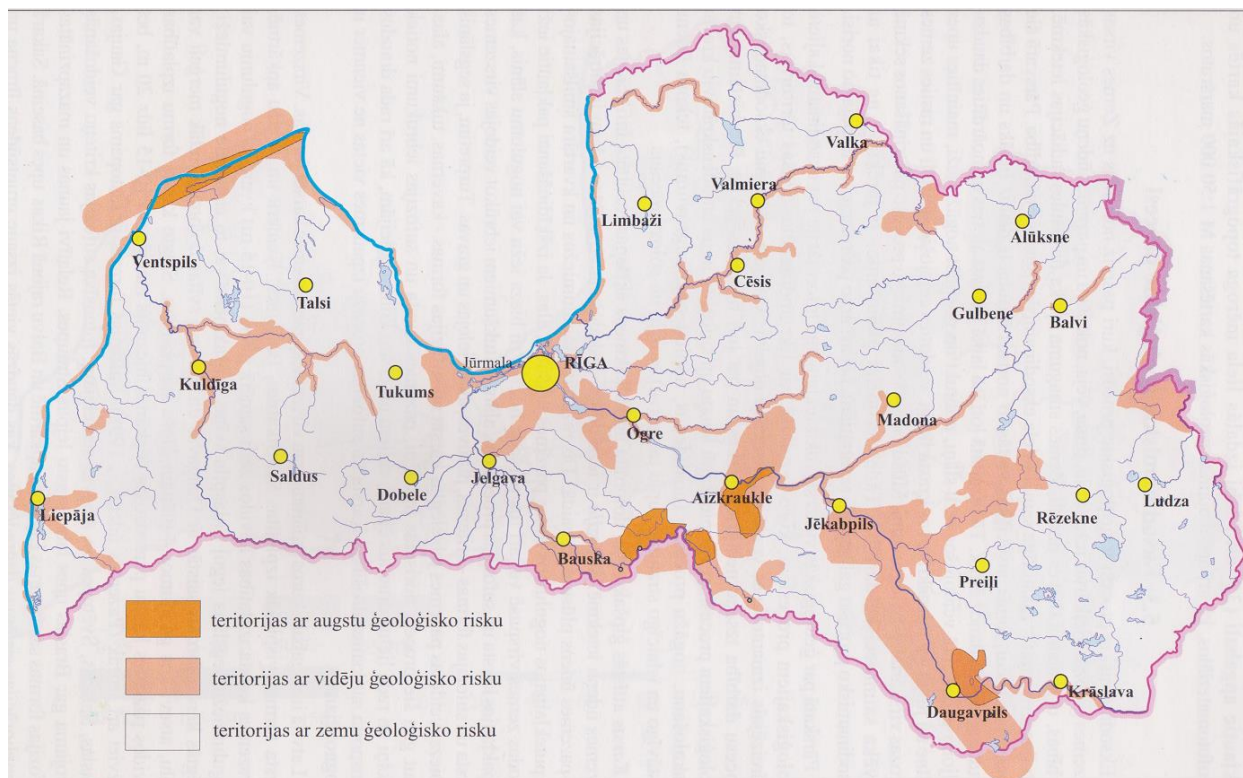 Valka
Valmiera
Limbaži
Alūksne
Ventspils
Cēsis
Talsi
Gulbene
Balvi
Jūrmala
RĪGA
Kuldīga
Tukums
Madona
Ogre
Saldus
Dobele
Jelgava
Aizkraukle
Liepāja
Jēkabpils
Rēzekne
Ludza
Bauska
Preiļi
teritorijas ar augstu ģeoloģisko risku
teritorijas ar vidēju ģeoloģisko risku
Krāslava
Daugavpils
teritorijas ar zemu ģeoloģisko risku